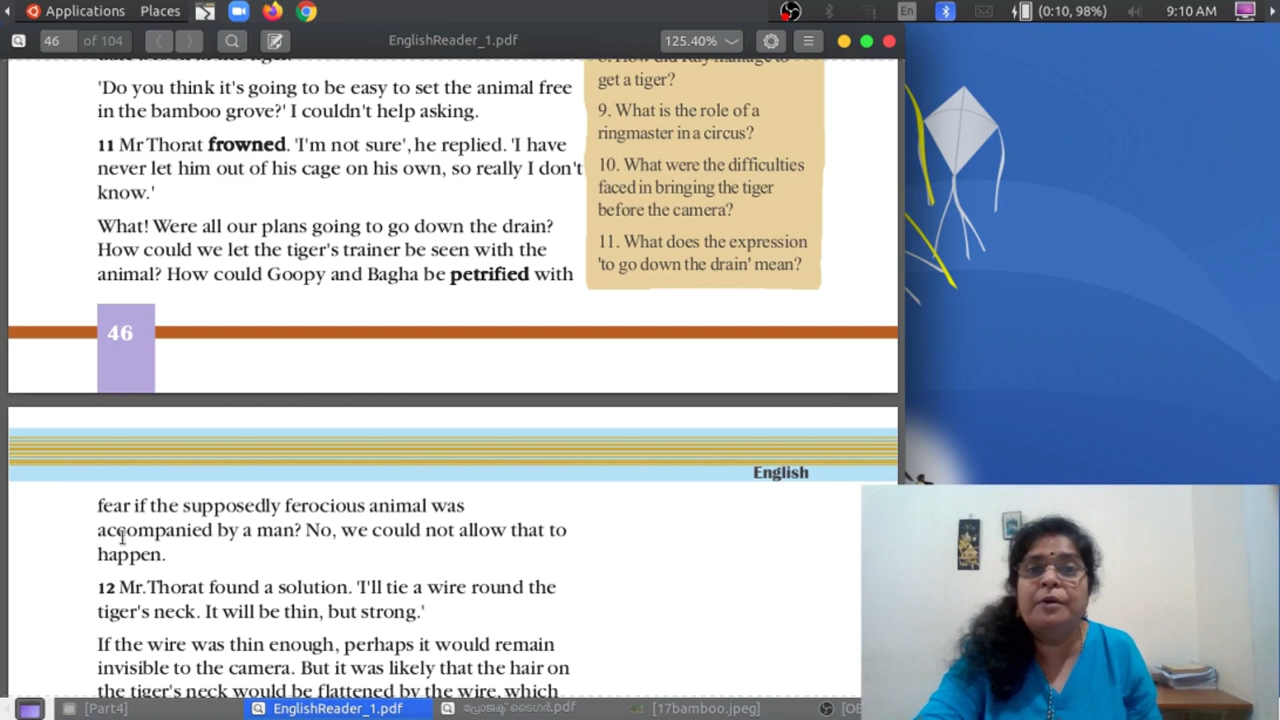 Applications Places En (0:10, 98%) 9:10 AM
46 of 104 EnglishReader_1.pdf 125.40%
'Do you think it's going to be easy to set the animal free
in the bamboo grove?' I couldn't help asking.
11 Mr Thorat frowned. 'I'm not sure', he replied. 'I have
never let him out of his cage on his own, so really I don't
know.'
What! Were all our plans going to go down the drain?
How could we let the tiger's trainer be seen with the
animal? How could Goopy and Bagha be petrified with
8. How did Ray manage to
get a tiger?
9. What is the role of a
ringmaster in a circus?
10. What were the difficulties
faced in bringing the tiger
before the camera?
11. What does the expression
'to go down the drain' mean?
46
English
fear if the supposedly ferocious animal was
accompanied by a man? No, we could not allow that to
happen.
12 Mr. Thorat found a solution. 'I'll tie a wire round the
tiger's neck. It will be thin, but strong.'
If the wire was thin enough, perhaps it would remain
invisible to the camera. But it was likely that the hair on
the tiger's neck would be flattened by the wire, which
[Part4] EnglishReader_1.pdf പ്രോജക്ട് ടൈഗർ.pdf [17bamboo.jpeg]